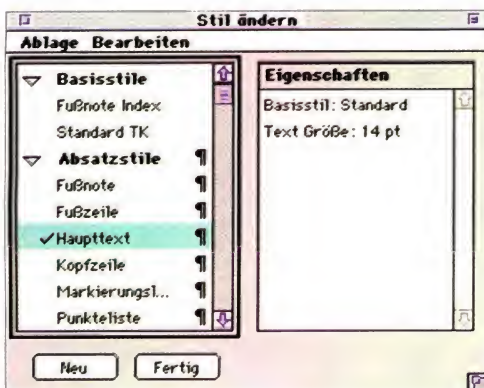 Stil ändern
Ablage Bearbeiten
Basisstile
Fußnote Index
Standard TK
Absatzstile ¶
Fußnote ¶
Fußzeile ¶
✓Haupttext ¶
Kopfzeile ¶
Markierungsl... ¶
Punkteliste ¶
Eigenschaften
Basisstil: Standard
Text Größe: 14 pt
Neu
Fertig